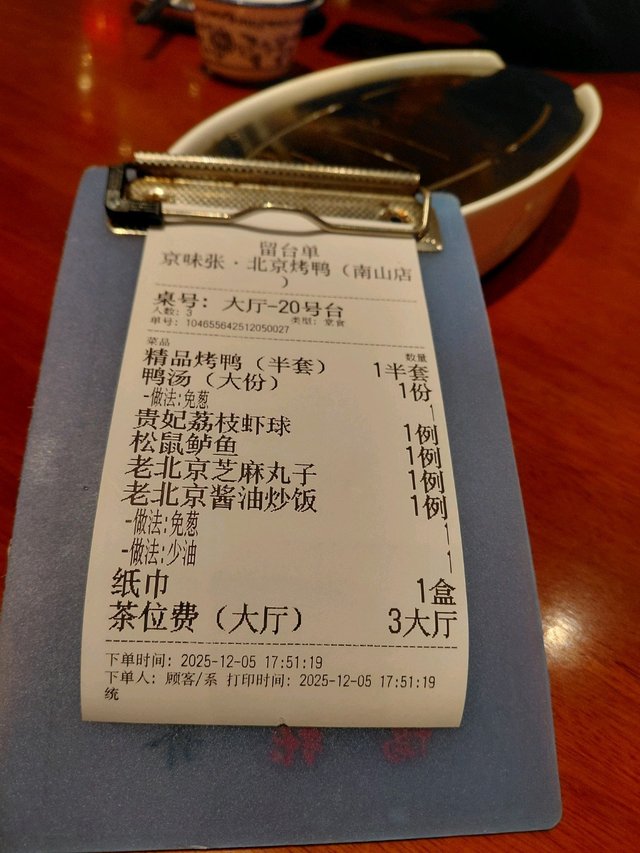 留台单
京味张·北京烤鸭（南山店
）
桌号: 大厅-20号台
人数: 3 类型: 堂食
单号: 104655642512050027
菜品 数量
精品烤鸭（半套） 1半套
鸭汤（大份） 1份
-做法:免葱 1
贵妃荔枝虾球 1例
松鼠鲈鱼 1例
老北京芝麻丸子 1例
老北京酱油炒饭 1例
-做法:免葱 1
-做法:少油 1
纸巾 1盒
茶位费（大厅） 3大厅
下单时间: 2025-12-05 17:51:19
下单人: 顾客/系 打印时间: 2025-12-05 17:51:19
统